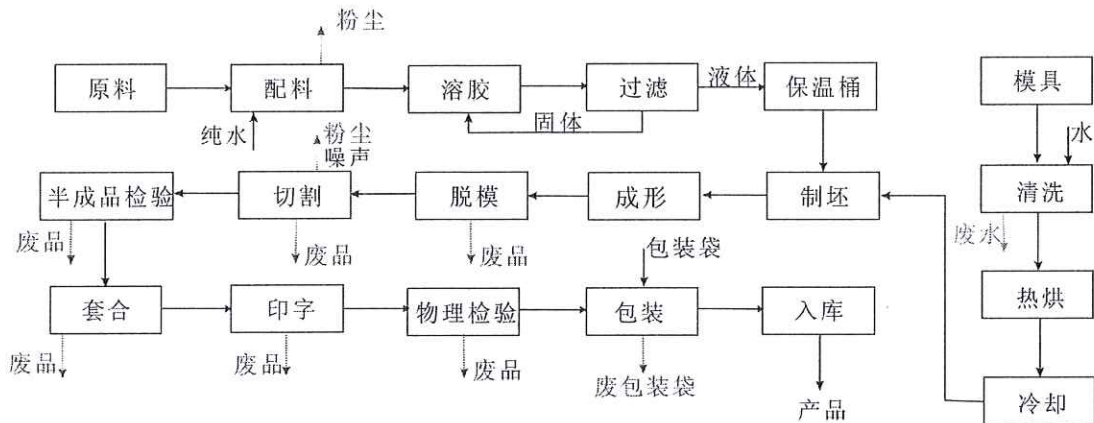 粉尘
原料
配料
溶胶
过滤
液体
保温桶
模具
纯水
固体
水
粉尘
噪声
半成品检验
切割
脱模
成形
制坯
清洗
废品
废品
废品
包装袋
废水
套合
印字
物理检验
包装
入库
热烘
废品
废品
废品
废包装袋
产品
冷却